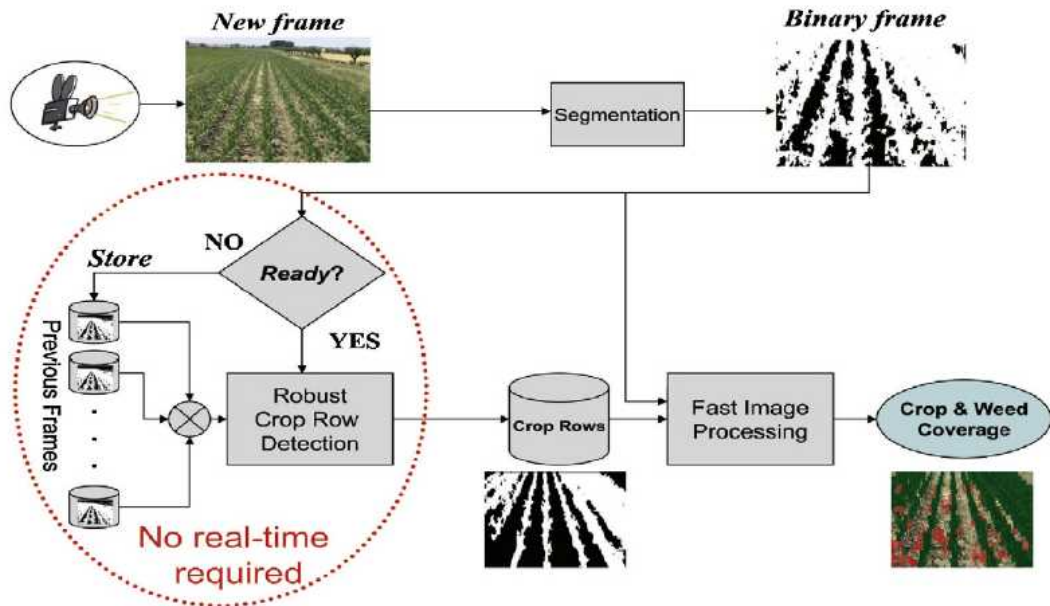 New frame
Binary frame
Segmentation
NO
Store
Ready?
YES
Previous Frames
Robust
Crop Row
Detection
Crop Rows
Fast Image
Processing
Crop & Weed
Coverage
No real-time
required